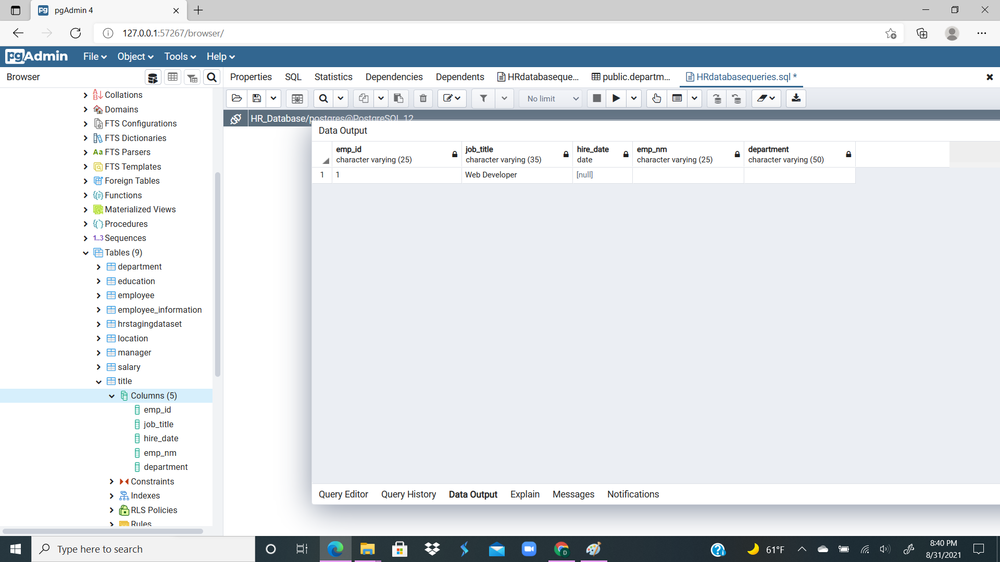 pgAdmin 4
127.0.0.1:57267/browser/
pgAdmin File Object Tools Help
Browser
Properties SQL Statistics Dependencies Dependents HRdatabaseque... public.departm... HRdatabasequeries.sql *
No limit
HR_Database/postgres@PostgreSQL 12
Collations
Domains
FTS Configurations
FTS Dictionaries
Aa FTS Parsers
FTS Templates
Foreign Tables
Functions
Materialized Views
Procedures
1..3 Sequences
Tables (9)
department
education
employee
employee_information
hrstagingdataset
location
manager
salary
title
Columns (5)
emp_id
job_title
hire_date
emp_nm
department
Constraints
Indexes
RLS Policies
Rules
Data Output
emp_id job_title hire_date emp_nm department
character varying (25) character varying (35) date character varying (25) character varying (50)
1 1 Web Developer [null]
Query Editor Query History Data Output Explain Messages Notifications
Type here to search
61°F
8:40 PM
8/31/2021